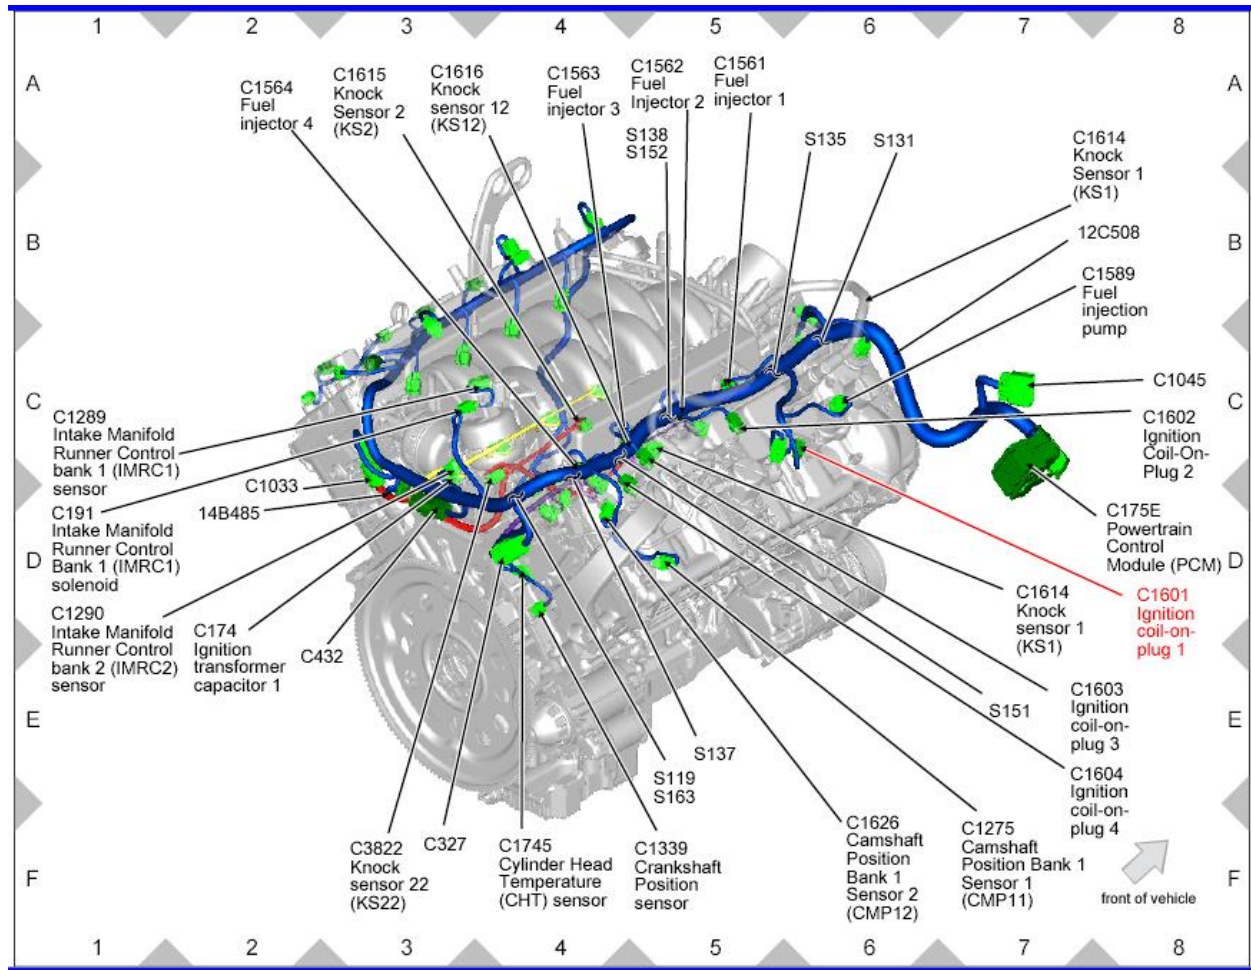 1 2 3 4 5 6 7 8
A A
C1564
Fuel
injector 4
C1615
Knock
Sensor 2
(KS2)
C1616
Knock
sensor 12
(KS12)
C1563
Fuel
injector 3
C1562
Fuel
Injector 2
C1561
Fuel
injector 1
S138
S152
S135
S131
C1614
Knock
Sensor 1
(KS1)
B B
12C508
C1589
Fuel
injection
pump
C C
C1045
C1602
Ignition
Coil-On-
Plug 2
C1289
Intake Manifold
Runner Control
bank 1 (IMRC1)
sensor
C1033
14B485
C191
Intake Manifold
Runner Control
Bank 1 (IMRC1)
solenoid
C175E
Powertrain
Control
Module (PCM)
D D
C1290
Intake Manifold
Runner Control
bank 2 (IMRC2)
sensor
C174
Ignition
transformer
capacitor 1
C432
C1614
Knock
sensor 1
(KS1)
C1601
Ignition
coil-on-
plug 1
E E
S137
S119
S163
S151
C1603
Ignition
coil-on-
plug 3
C1604
Ignition
coil-on-
plug 4
C3822
Knock
sensor 22
(KS22)
C327
C1745
Cylinder Head
Temperature
(CHT) sensor
C1339
Crankshaft
Position
sensor
C1626
Camshaft
Position
Bank 1
Sensor 2
(CMP12)
C1275
Camshaft
Position Bank 1
Sensor 1
(CMP11)
F F
front of vehicle
1 2 3 4 5 6 7 8